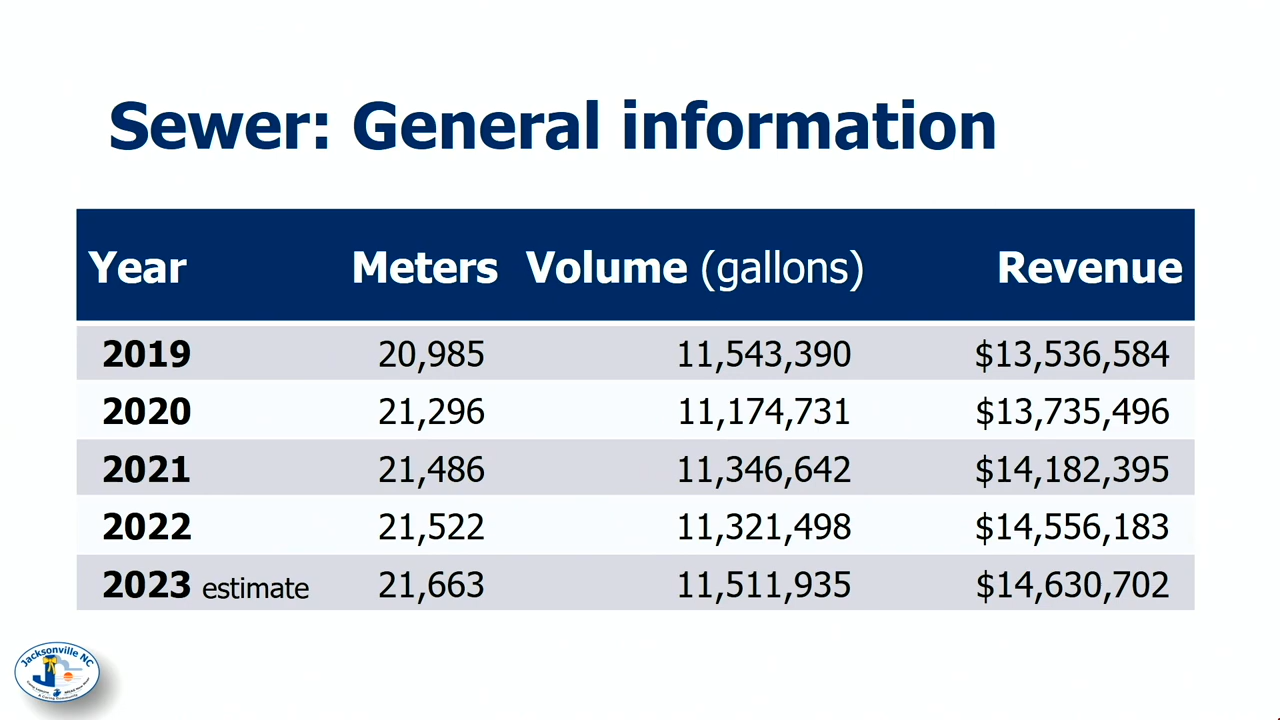 Sewer: General information
Year Meters Volume (gallons) Revenue
2019 20,985 11,543,390 $13,536,584
2020 21,296 11,174,731 $13,735,496
2021 21,486 11,346,642 $14,182,395
2022 21,522 11,321,498 $14,556,183
2023 estimate 21,663 11,511,935 $14,630,702
Jacksonville NC
A Caring Community